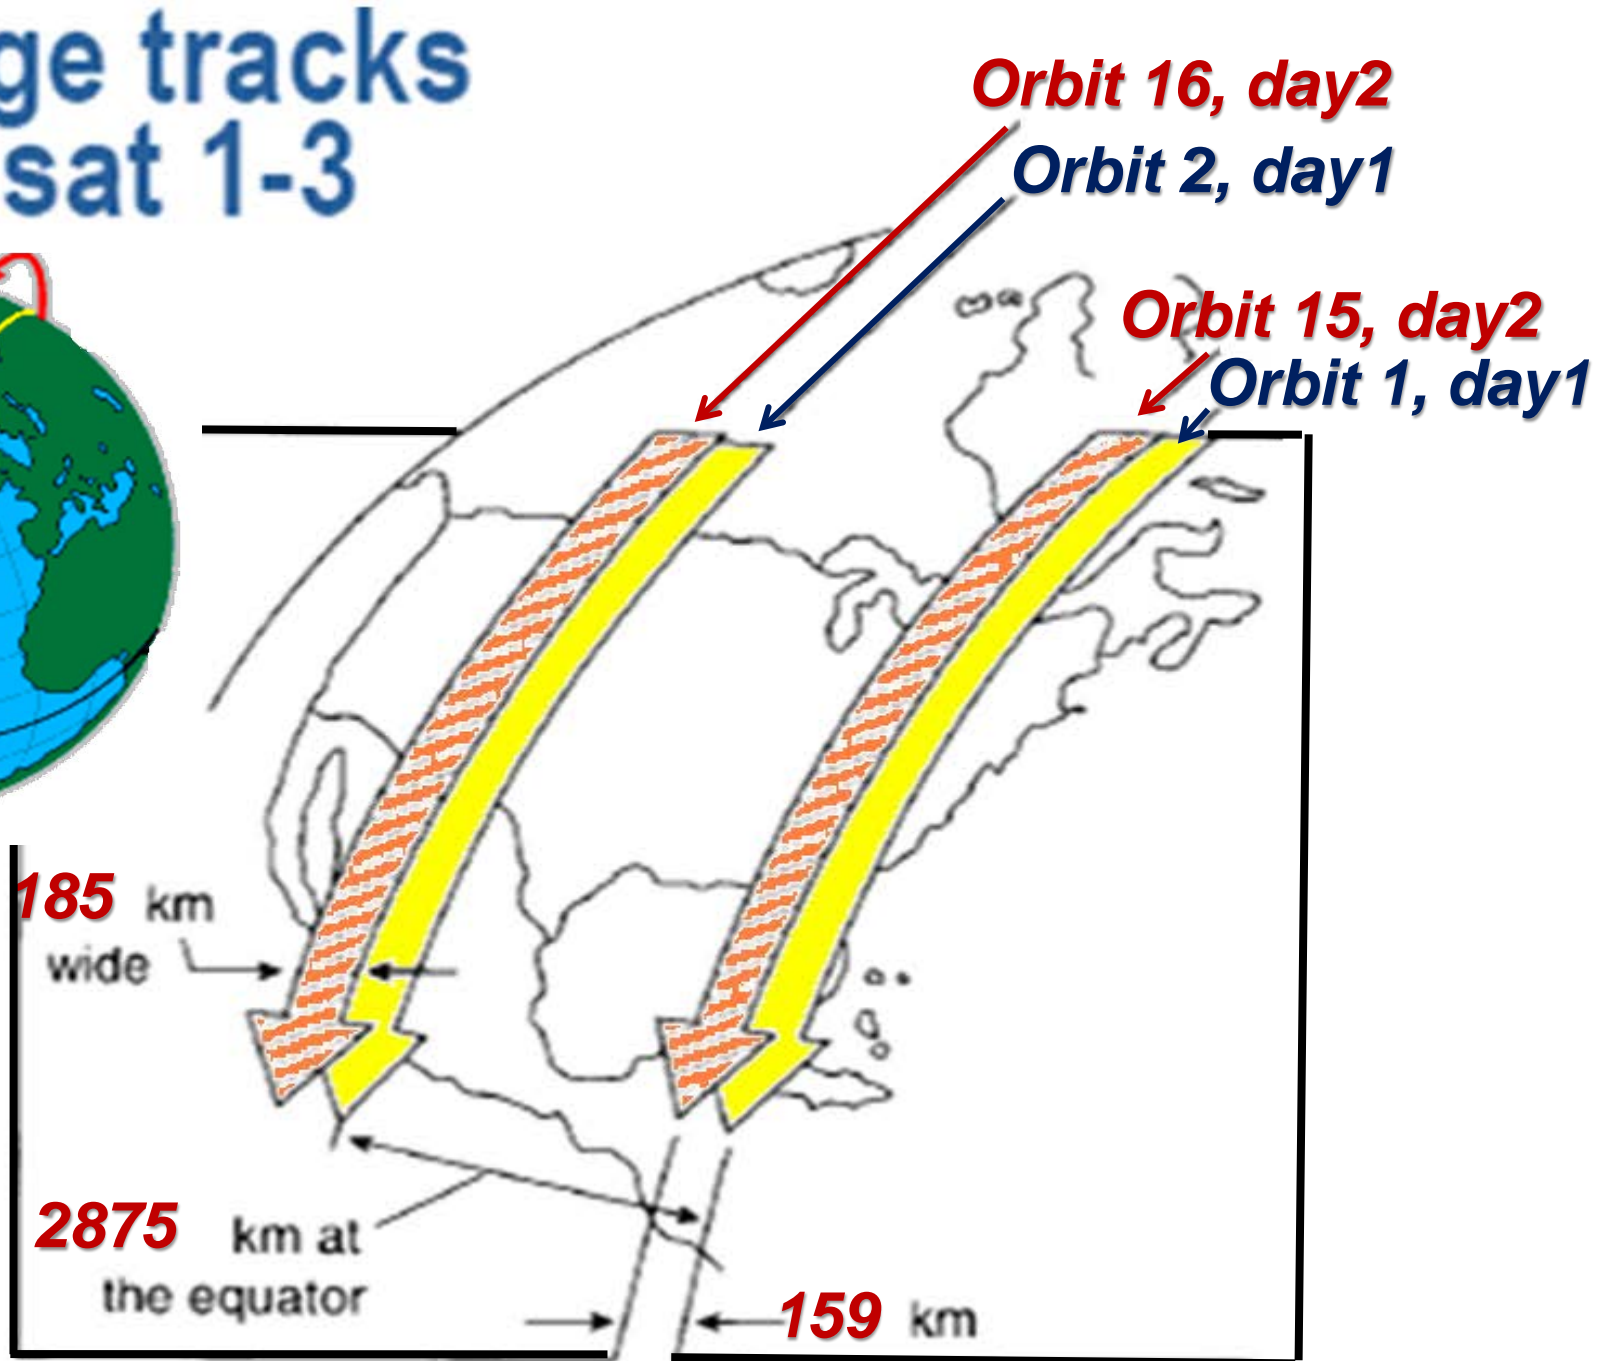 ge tracks
sat 1-3
Orbit 16, day2
Orbit 2, day1
Orbit 15, day2
Orbit 1, day1
185 km
wide
2875 km at
the equator
159 km